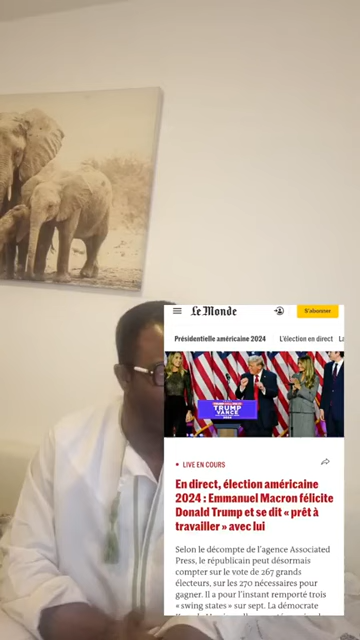 Le Monde
S'abonner
Présidentielle américaine 2024 L'élection en direct
TRUMP
VANCE
LIVE EN COURS
En direct, élection américaine
2024 : Emmanuel Macron félicite
Donald Trump et se dit « prêt à
travailler » avec lui
Selon le décompte de l'agence Associated
Press, le républicain peut désormais
compter sur le vote de 267 grands
électeurs, sur les 270 nécessaires pour
gagner. Il a pour l'instant remporté trois
« swing states » sur sept. La démocrate